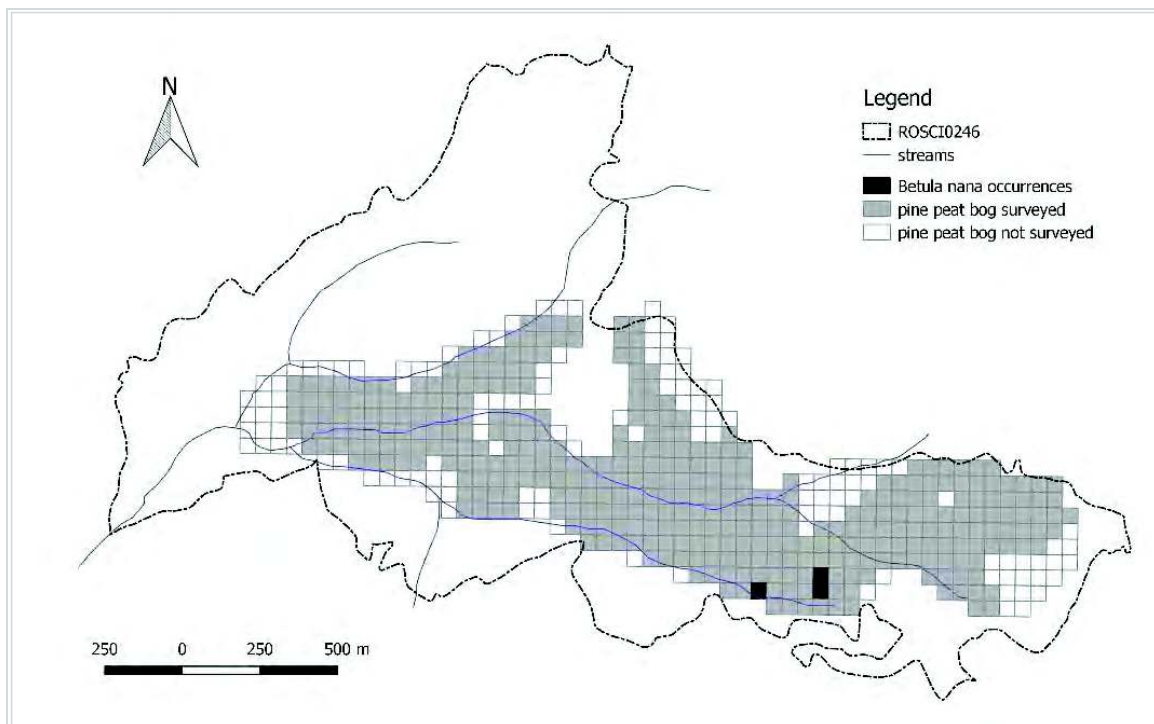 N
Legend
ROSCI0246
streams
Betula nana occurrences
pine peat bog surveyed
pine peat bog not surveyed
250 0 250 500 m